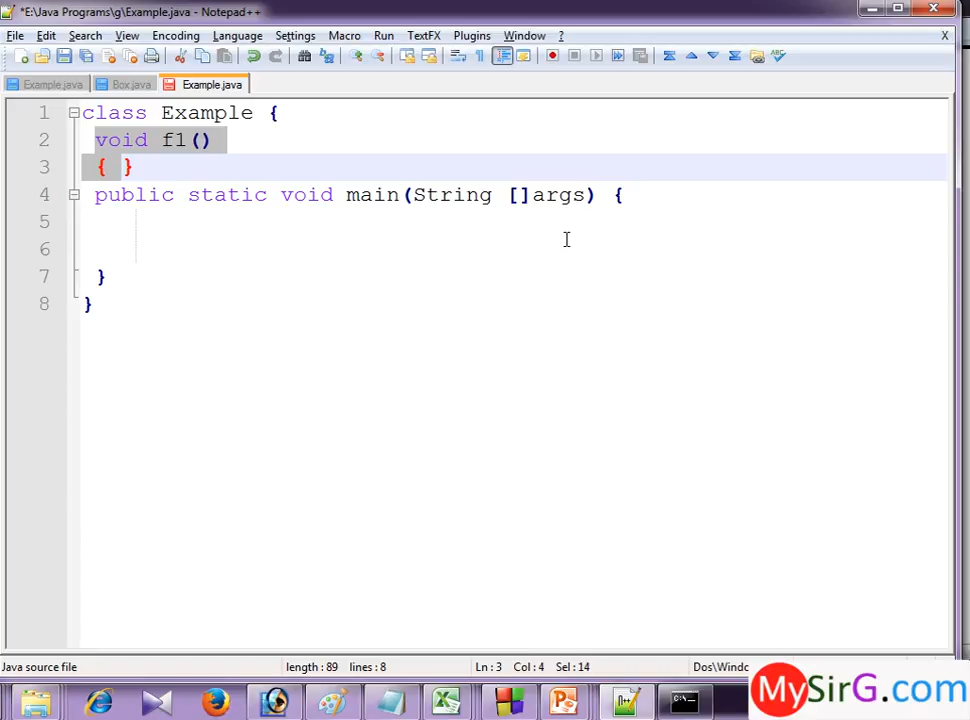 *E:\Java Programs\g\Example.java - Notepad++
File Edit Search View Encoding Language Settings Macro Run TextFX Plugins Window ? X
Example.java Box.java Example.java
1 class Example {
2 void f1()
3 { }
4 public static void main(String []args) {
5
6
7 }
8 }
Java source file length : 89 lines : 8 Ln : 3 Col : 4 Sel : 14 Dos\Windc
MySirG.com